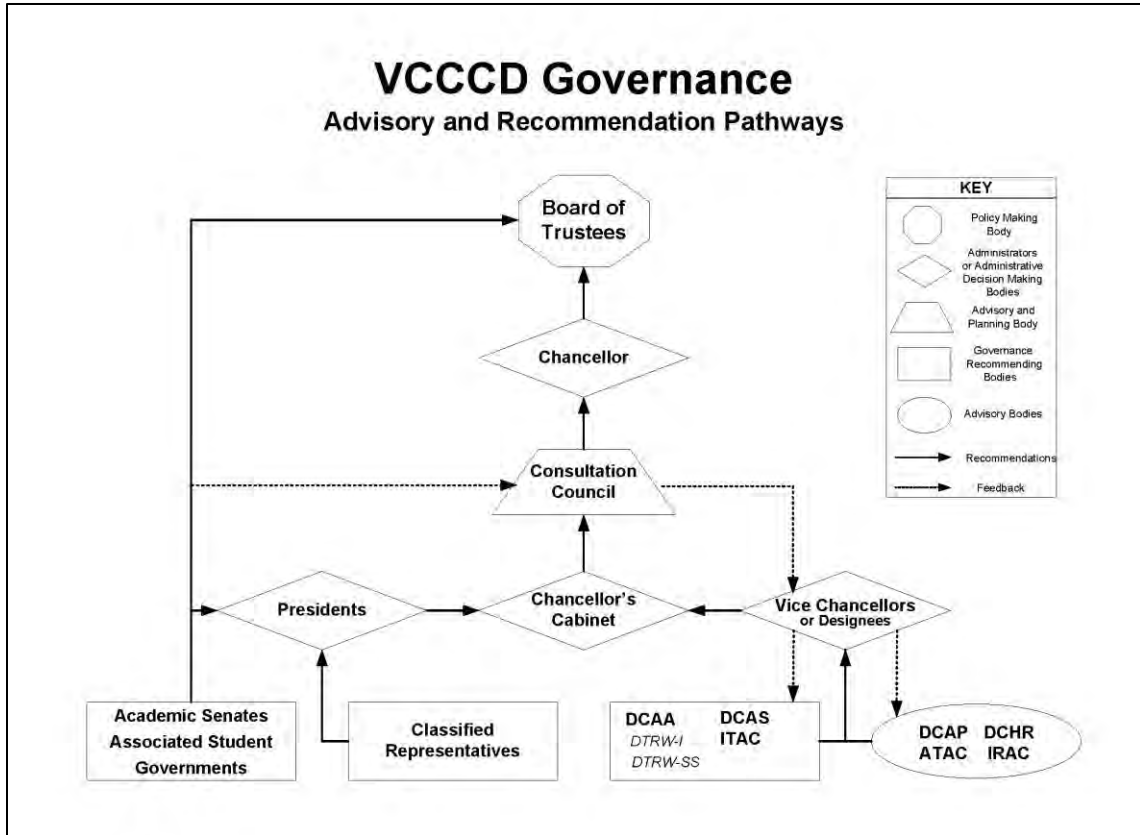 VCCCD Governance
Advisory and Recommendation Pathways
Board of
Trustees
KEY
Policy Making
Body
Administrators
or Administrative
Decision Making
Bodies
Advisory and
Planning Body
Governance
Recommending
Bodies
Advisory Bodies
Recommendations
Feedback
Chancellor
Consultation
Council
Presidents
Chancellor's
Cabinet
Vice Chancellors
or Designees
Academic Senates
Associated Student
Governments
Classified
Representatives
DCAA
DTRW-I
DTRW-SS
DCAS
ITAC
DCAP DCHR
ATAC IRAC